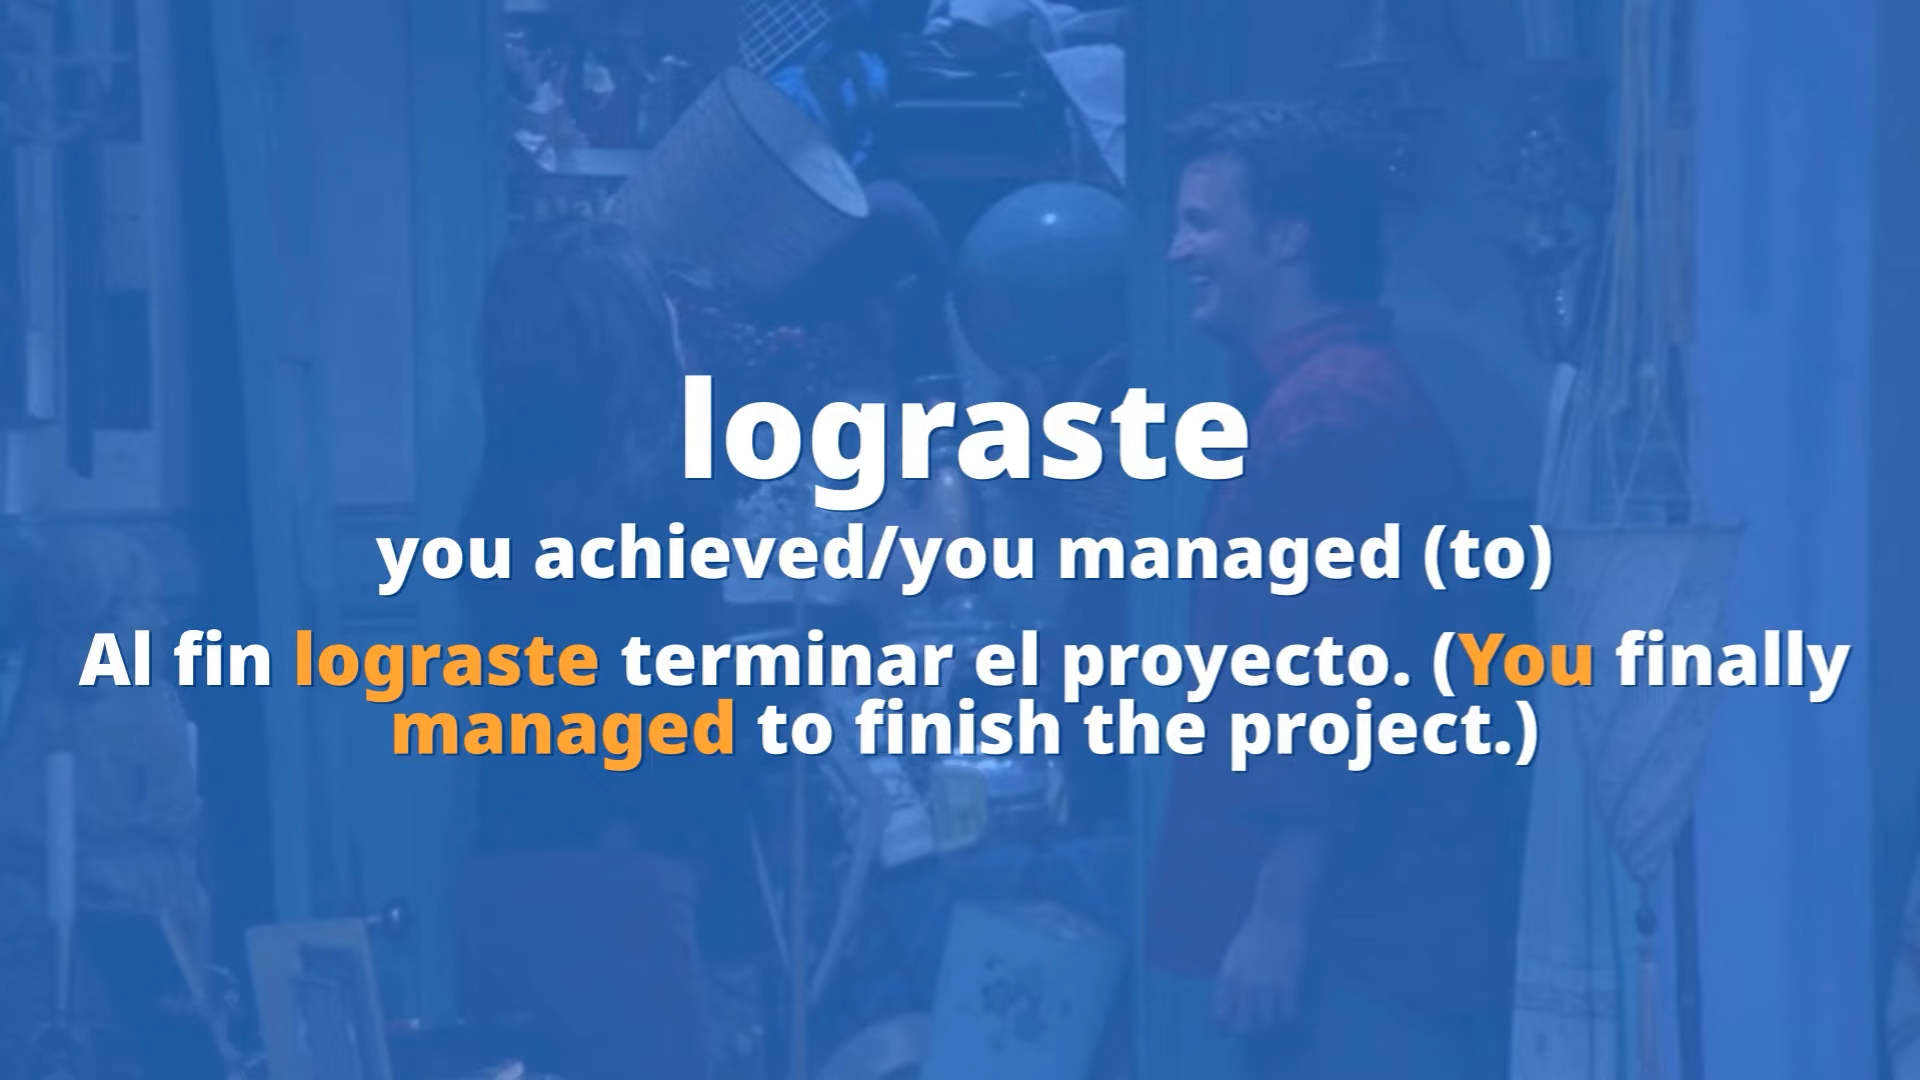 lograste
you achieved/you managed (to)
Al fin lograste terminar el proyecto. (You finally
managed to finish the project.)